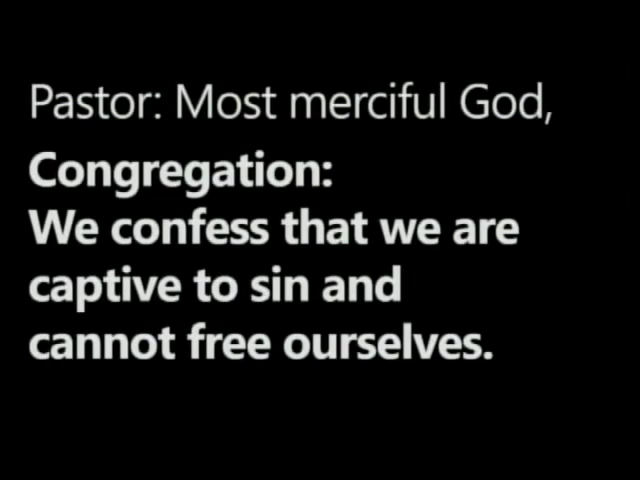 Pastor: Most merciful God,
Congregation:
We confess that we are
captive to sin and
cannot free ourselves.